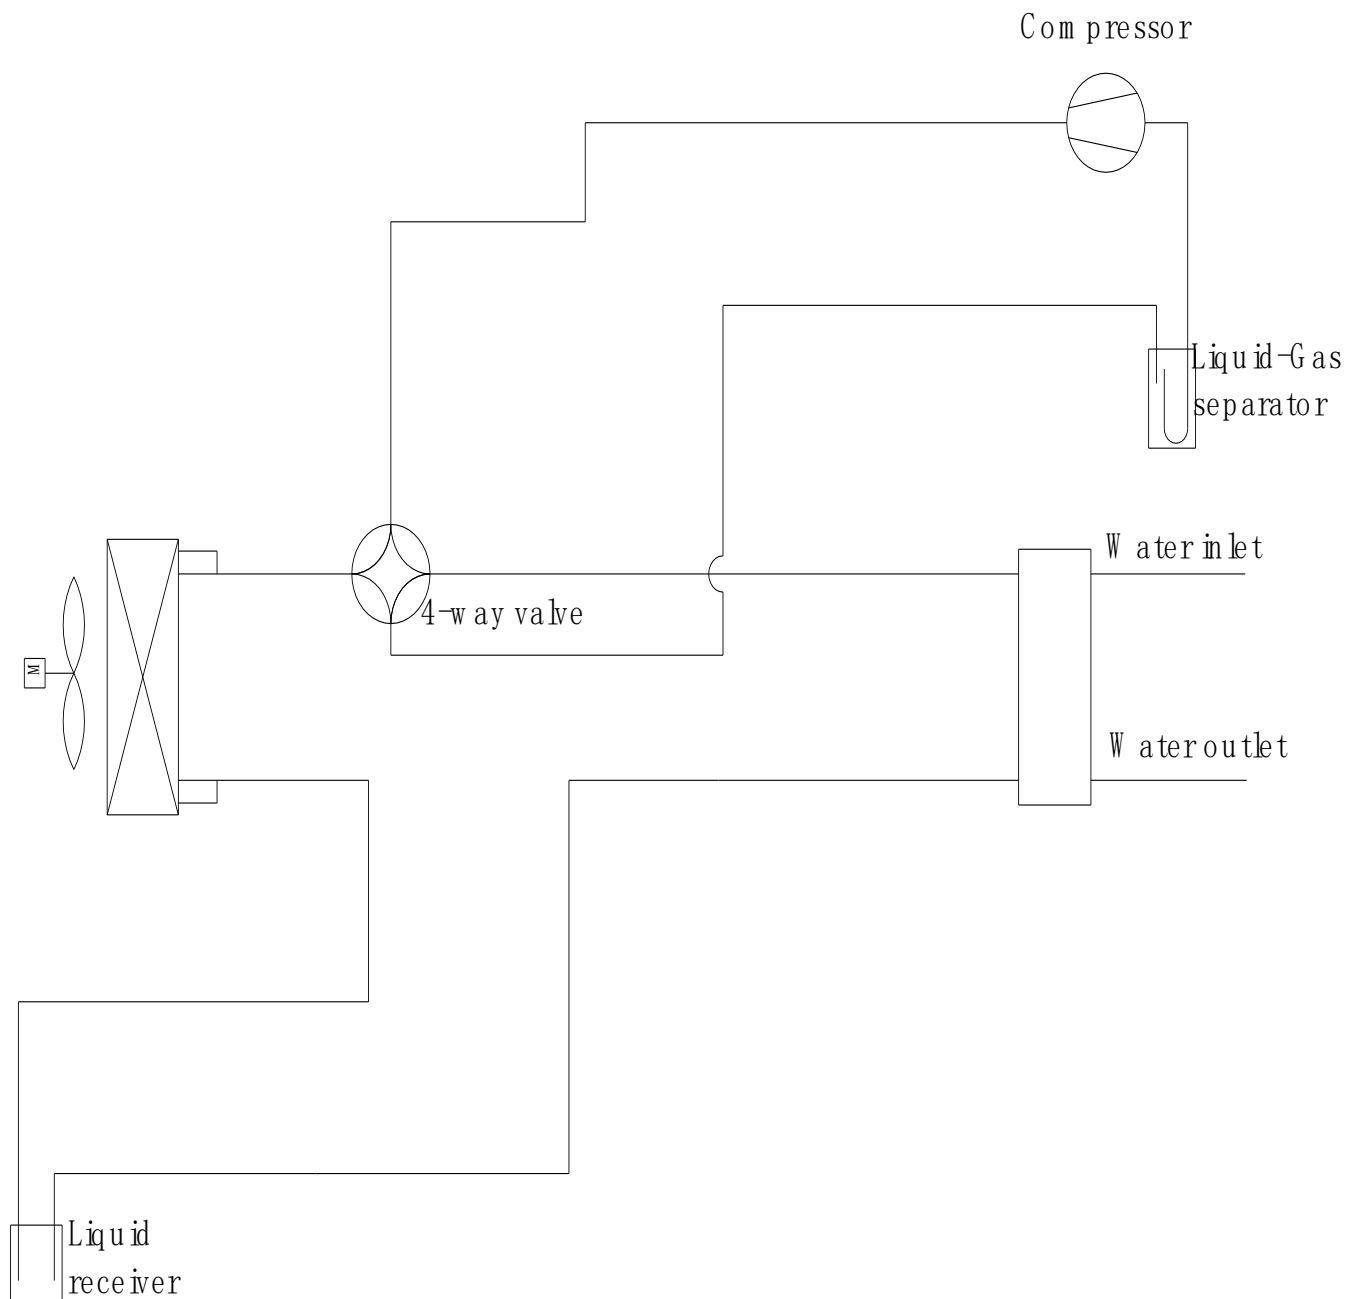 Compressor
Liquid-Gas
separator
Water inlet
4-way valve
M
Water outlet
Liquid
receiver